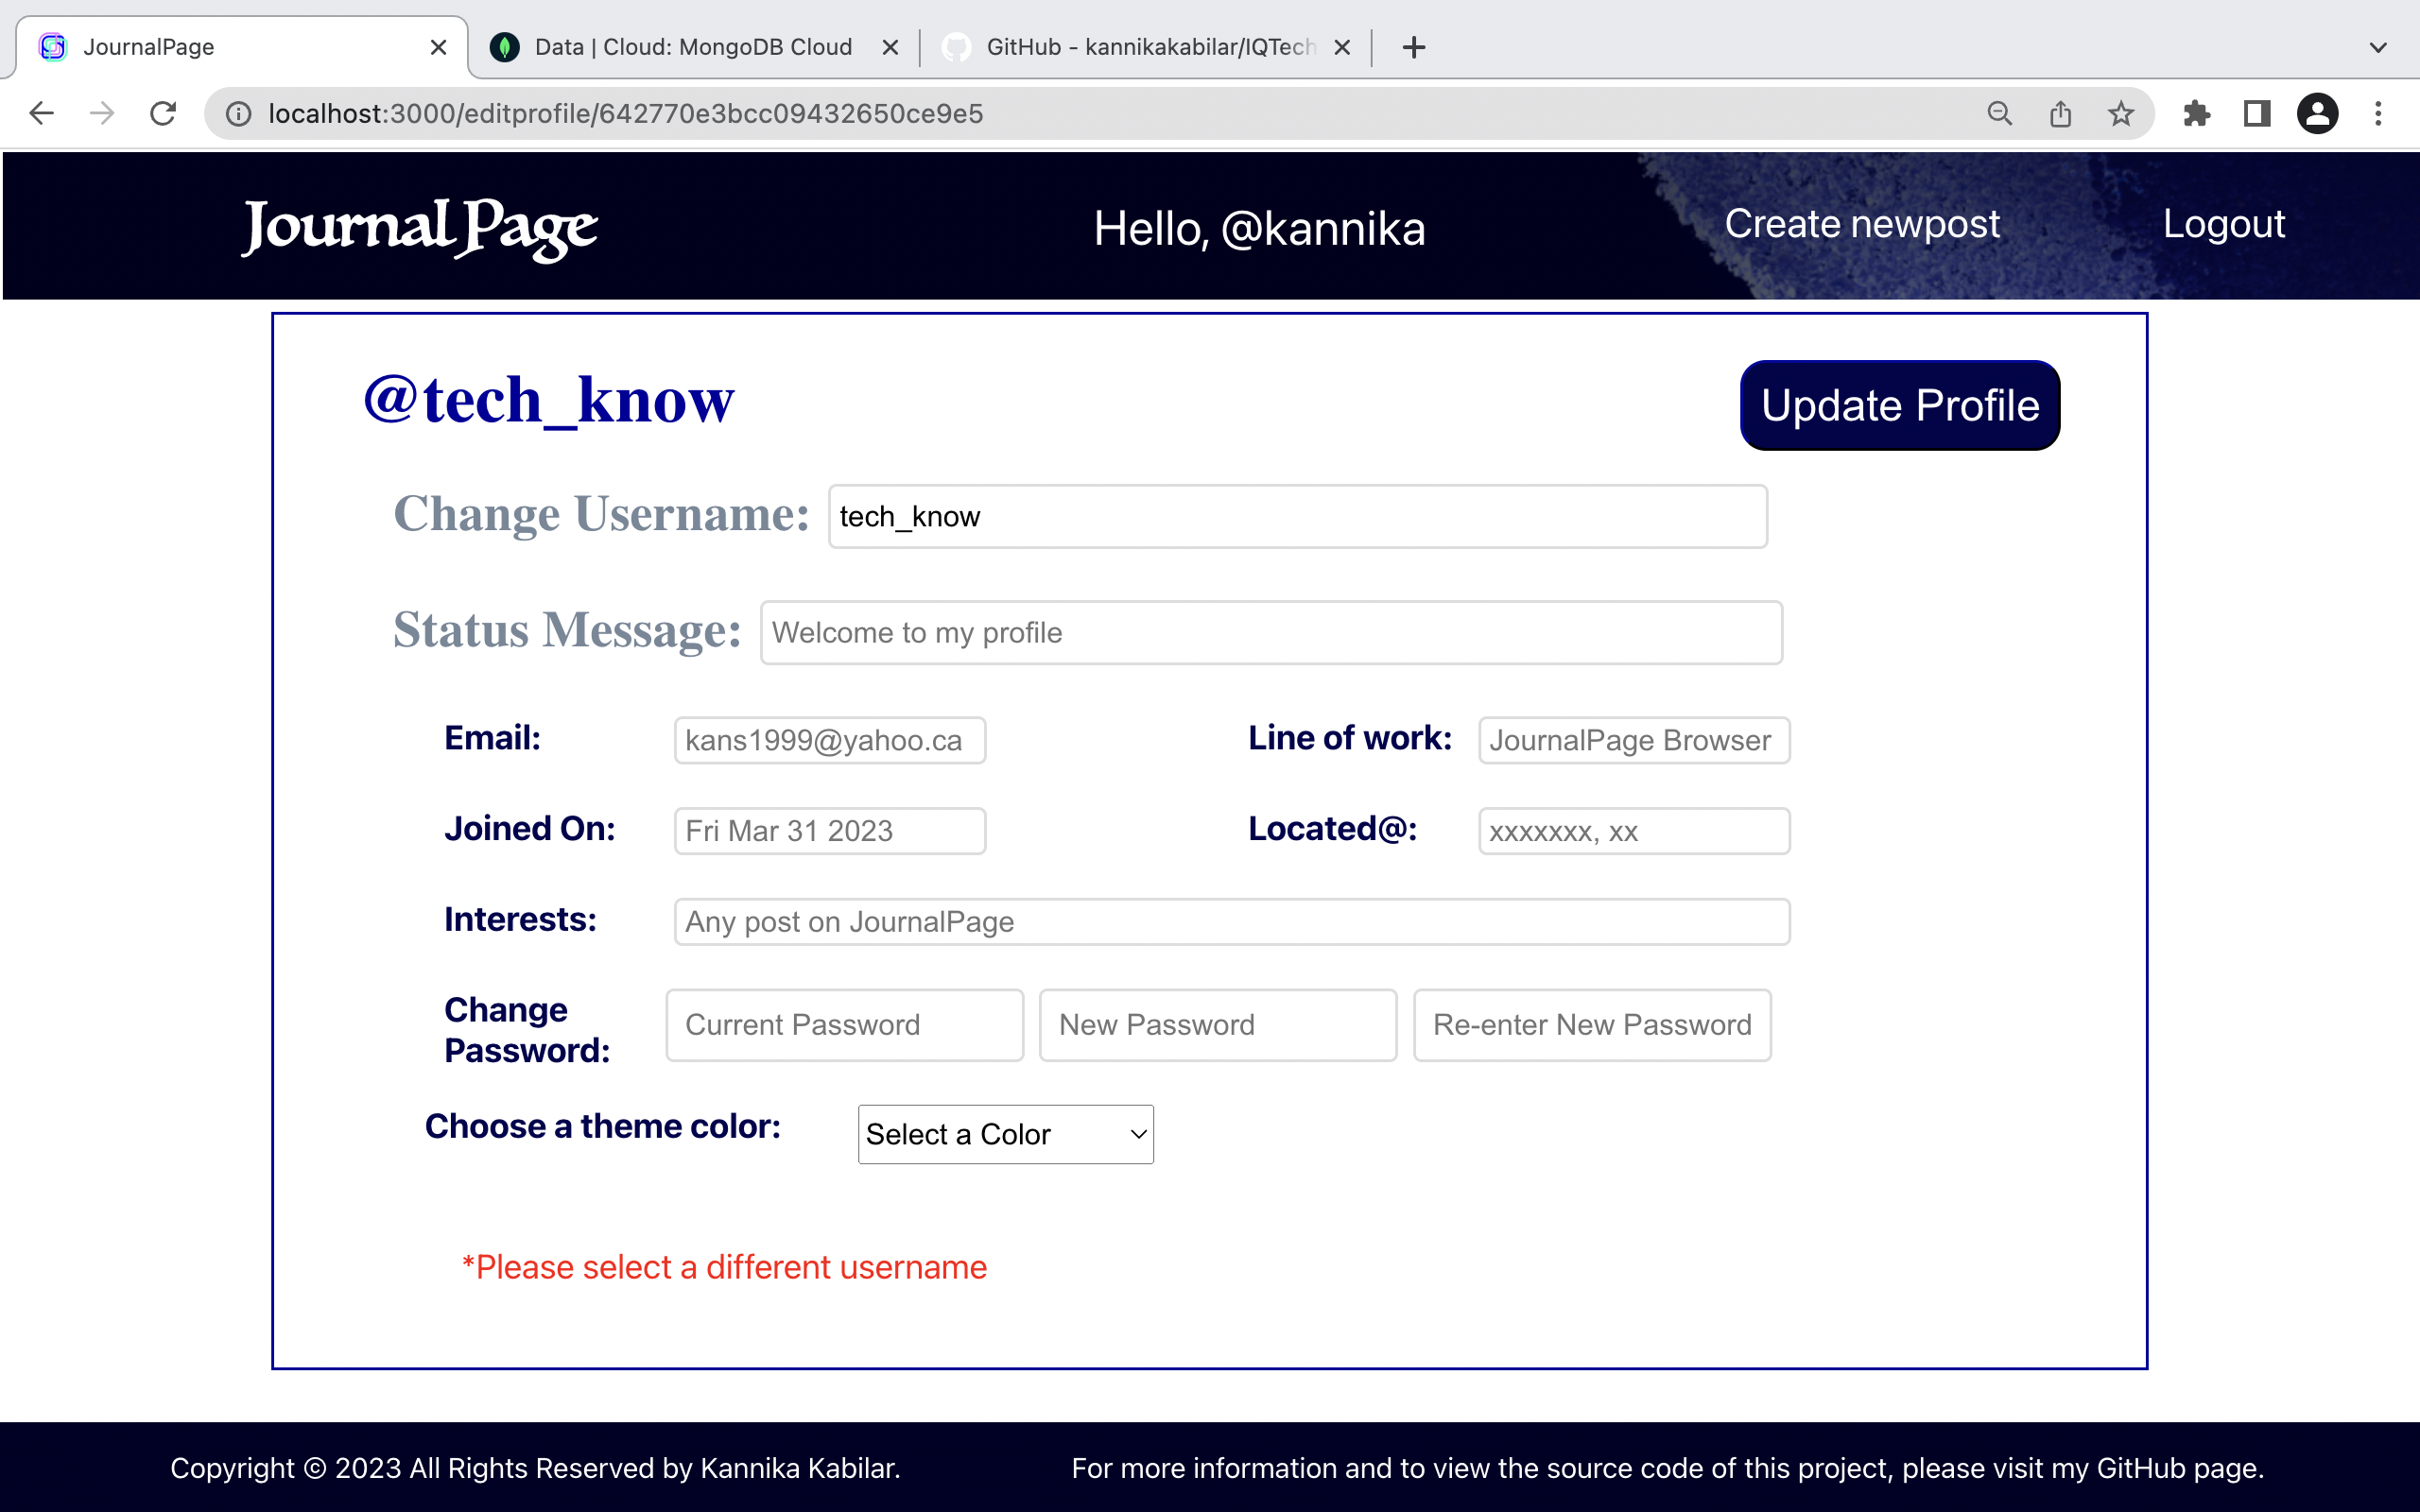 JournalPage
Data | Cloud: MongoDB Cloud
GitHub - kannikakabilar/IQTech
localhost:3000/editprofile/642770e3bcc09432650ce9e5
Journal Page
Hello, @kannika
Create newpost
Logout
@tech_know
Update Profile
Change Username: tech_know
Status Message: Welcome to my profile
Email: kans1999@yahoo.ca
Line of work: JournalPage Browser
Joined On: Fri Mar 31 2023
Located@: xxxxxxx, xx
Interests: Any post on JournalPage
Change
Password:
Current Password
New Password
Re-enter New Password
Choose a theme color: Select a Color
*Please select a different username
Copyright © 2023 All Rights Reserved by Kannika Kabilar.
For more information and to view the source code of this project, please visit my GitHub page.